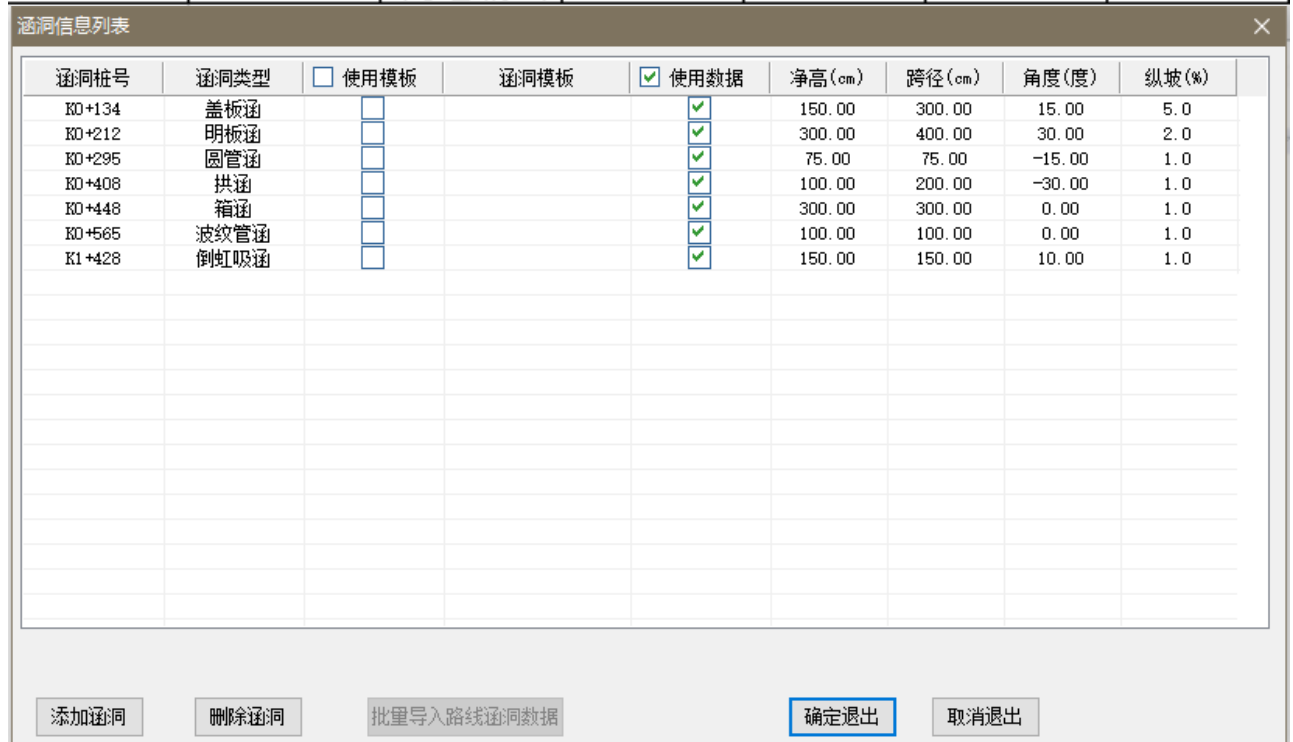 涵洞信息列表
涵洞桩号 涵洞类型 使用模板 涵洞模板 使用数据 净高(cm) 跨径(cm) 角度(度) 纵坡(%)
K0+134 盖板涵 150.00 300.00 15.00 5.0
K0+212 明板涵 300.00 400.00 30.00 2.0
K0+295 圆管涵 75.00 75.00 -15.00 1.0
K0+408 拱涵 100.00 200.00 -30.00 1.0
K0+448 箱涵 300.00 300.00 0.00 1.0
K0+565 波纹管涵 100.00 100.00 0.00 1.0
K1+428 倒虹吸涵 150.00 150.00 10.00 1.0
添加涵洞 删除涵洞 批量导入路线涵洞数据 确定退出 取消退出